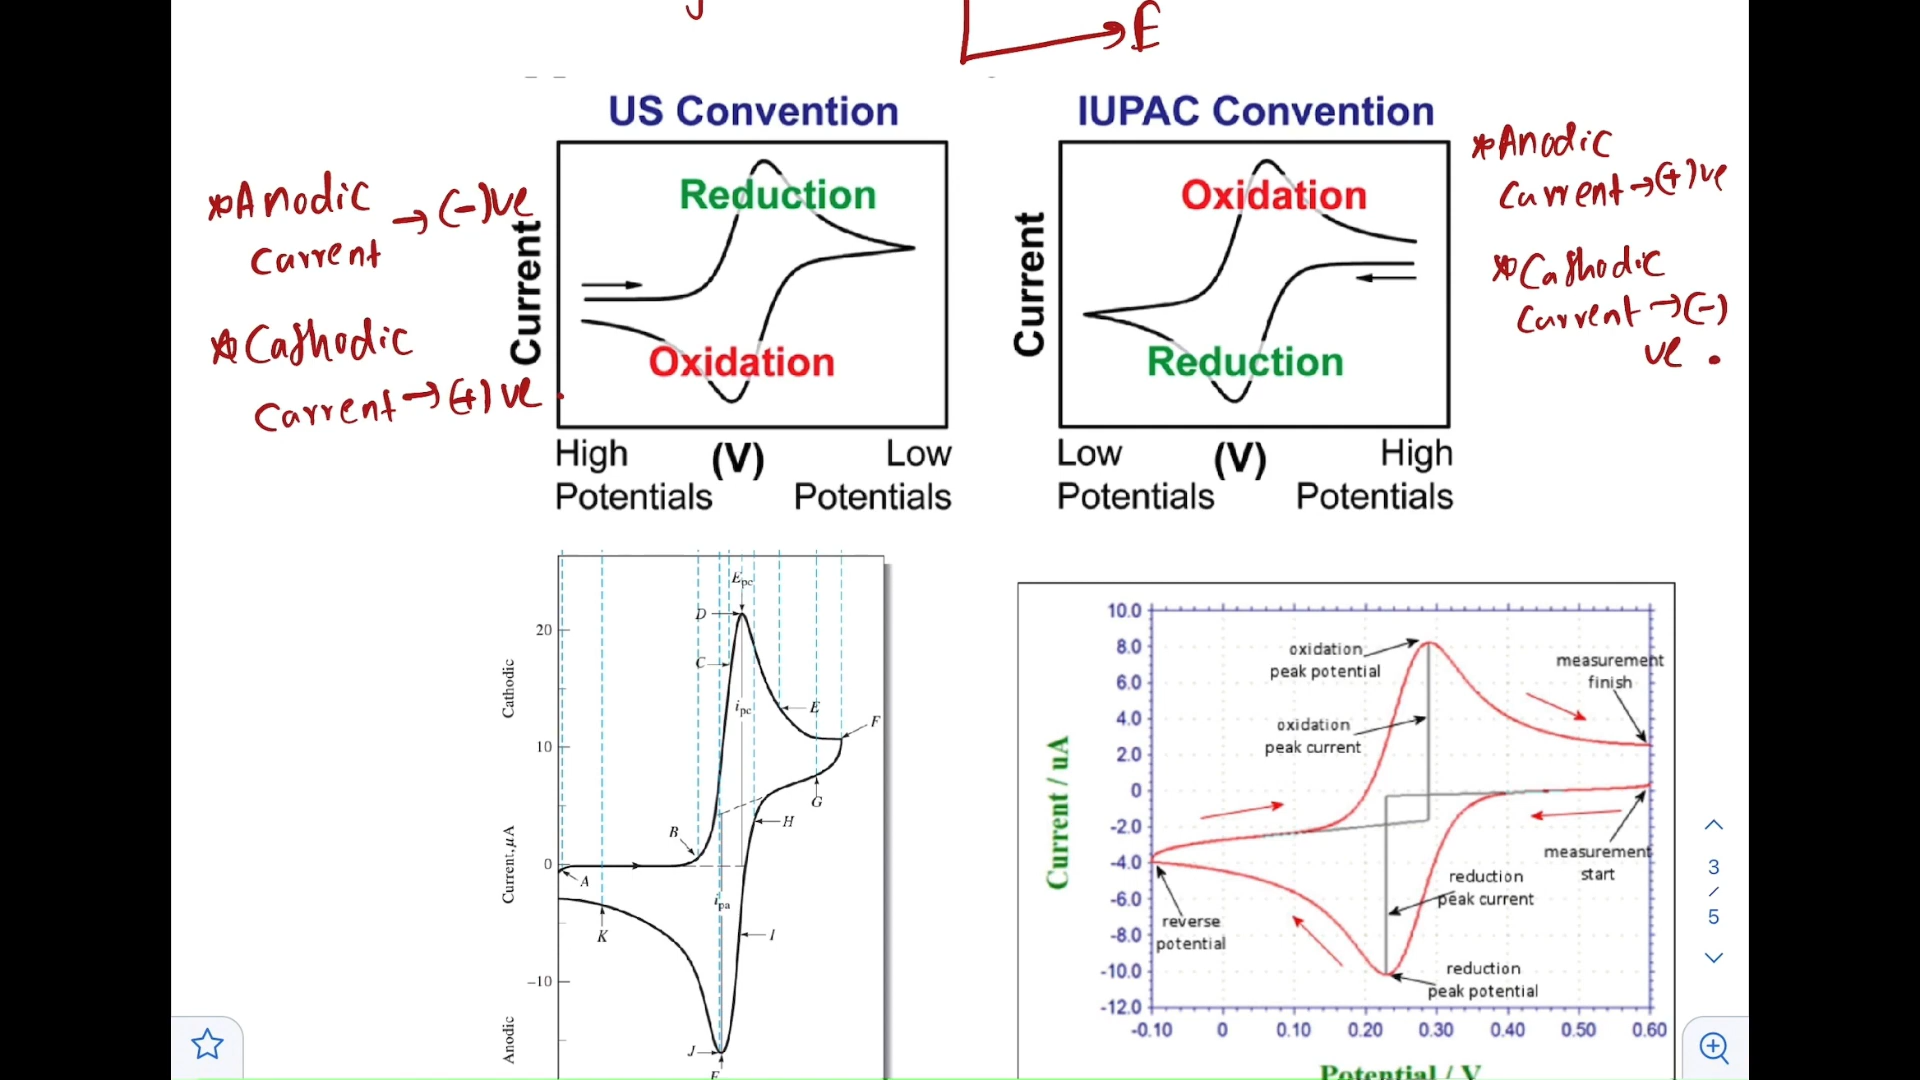 E
US Convention
IUPAC Convention
*Anodic
Current → (-)ve
*Cathodic
Current → (+)ve .
Current
Reduction
Oxidation
High
Potentials
(V)
Low
Potentials
Current
Oxidation
Reduction
Low
Potentials
(V)
High
Potentials
*Anodic
Current → (+)ve
*Cathodic
Current → (-)
ve .
Epc
D
C
ipc
E
F
G
H
B
A
ipa
K
I
J
E
20
10
0
−10
Cathodic
Current, μA
Anodic
10.0
8.0
6.0
4.0
2.0
0
-2.0
-4.0
-6.0
-8.0
-10.0
-12.0
Current / uA
oxidation
peak potential
oxidation
peak current
measurement
finish
measurement
start
reduction
peak current
reverse
potential
reduction
peak potential
-0.10 0 0.10 0.20 0.30 0.40 0.50 0.60
Potential / V
3
/
5